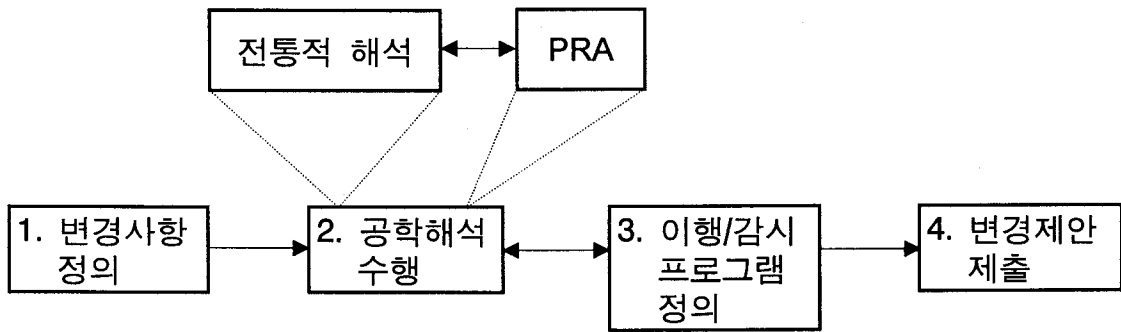 전통적 해석
PRA
1. 변경사항
정의
2. 공학해석
수행
3. 이행/감시
프로그램
정의
4. 변경제안
제출